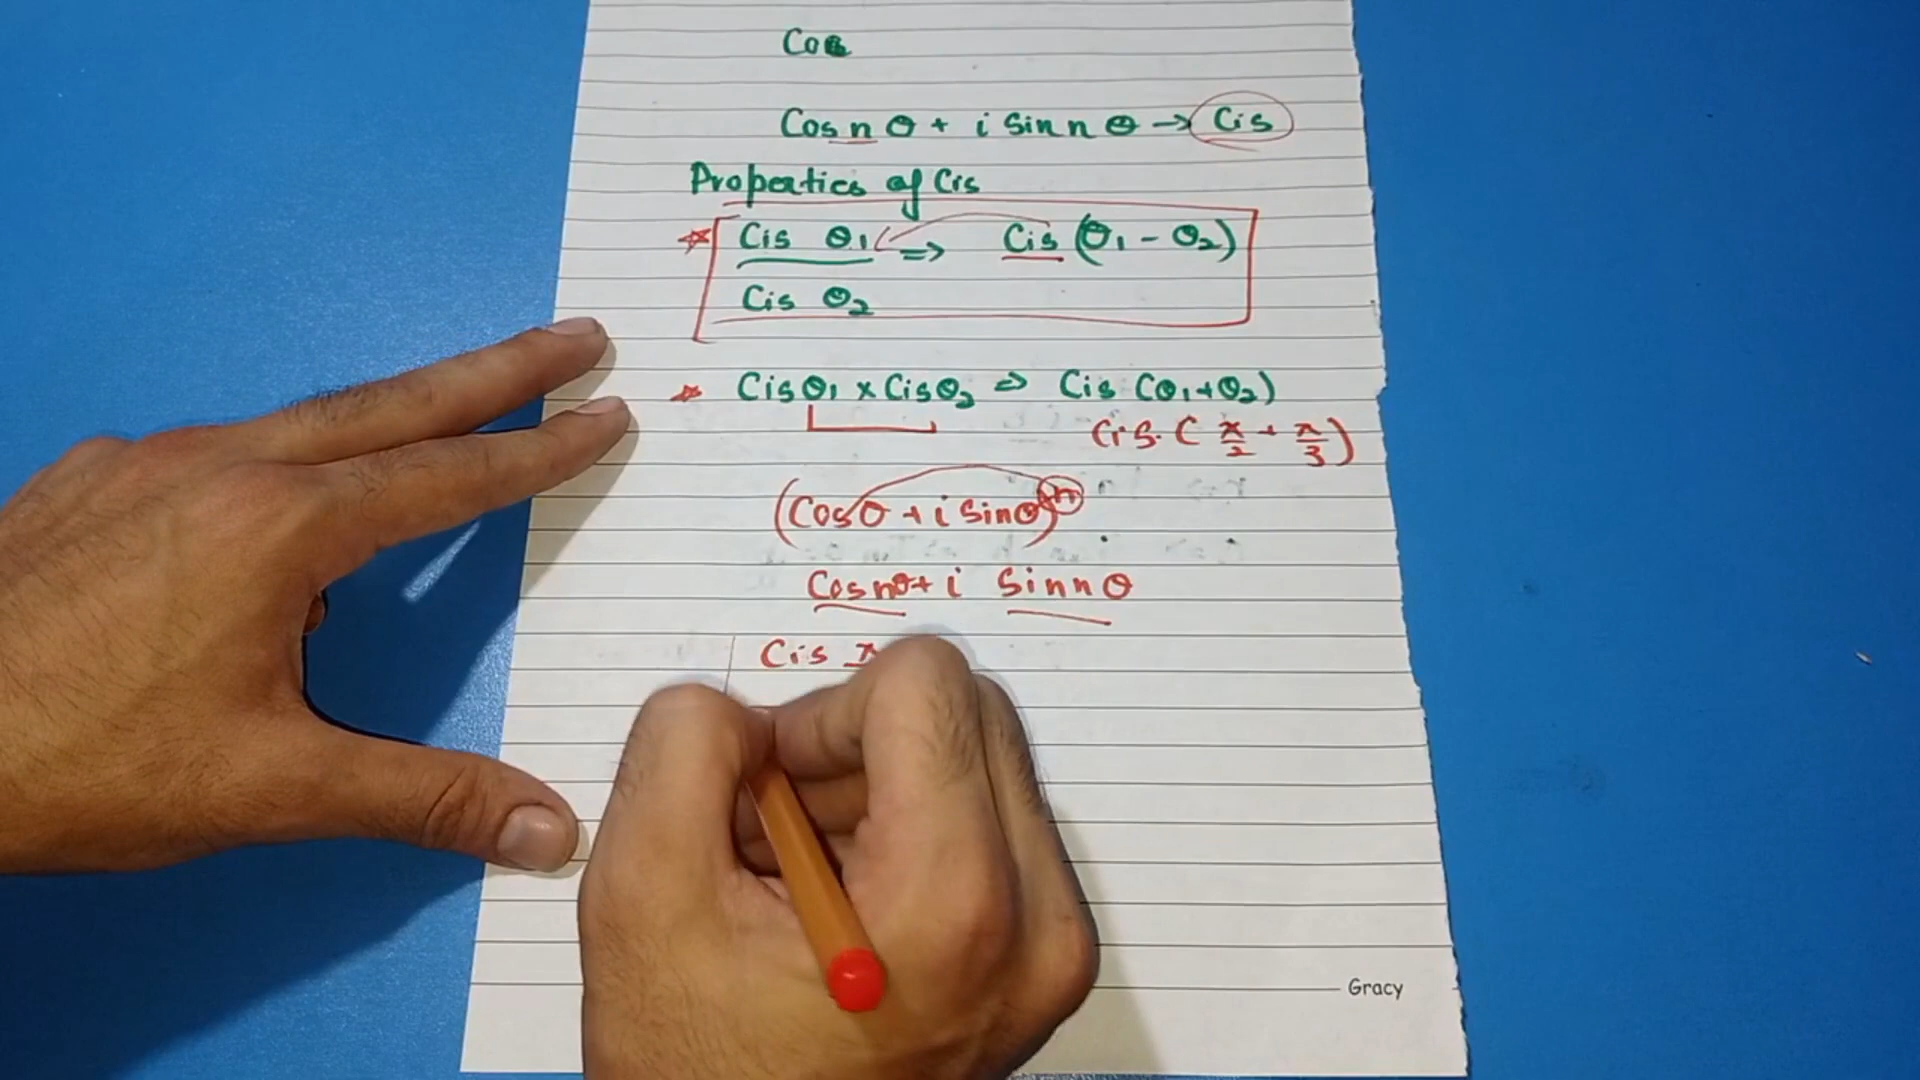 Cos
Cos n θ + i Sin n θ → Cis
Properties of Cis
Cis θ1 ⇒ Cis (θ1 - θ2)
Cis θ2
Cis θ1 x Cis θ2 ⇒ Cis (θ1 + θ2)
Cis. ( π/2 + π/3 )
(Cos θ + i Sin θ)^n
Cos nθ + i Sin n θ
Cis π
Gracy